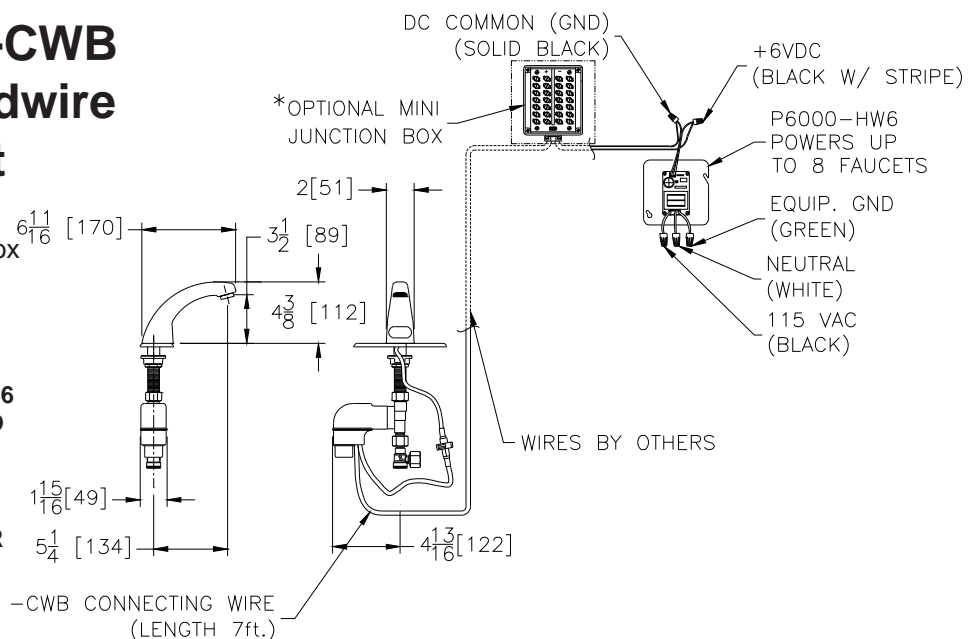 -CWB
dwire
t
ox
6
R
DC COMMON (GND)
(SOLID BLACK)
+6VDC
(BLACK W/ STRIPE)
*OPTIONAL MINI
JUNCTION BOX
P6000-HW6
POWERS UP
TO 8 FAUCETS
EQUIP. GND
(GREEN)
NEUTRAL
(WHITE)
115 VAC
(BLACK)
2[51]
6 11/16 [170]
3 1/2 [89]
4 3/8 [112]
WIRES BY OTHERS
1 15/16[49]
5 1/4 [134]
4 13/16[122]
-CWB CONNECTING WIRE
(LENGTH 7ft.)